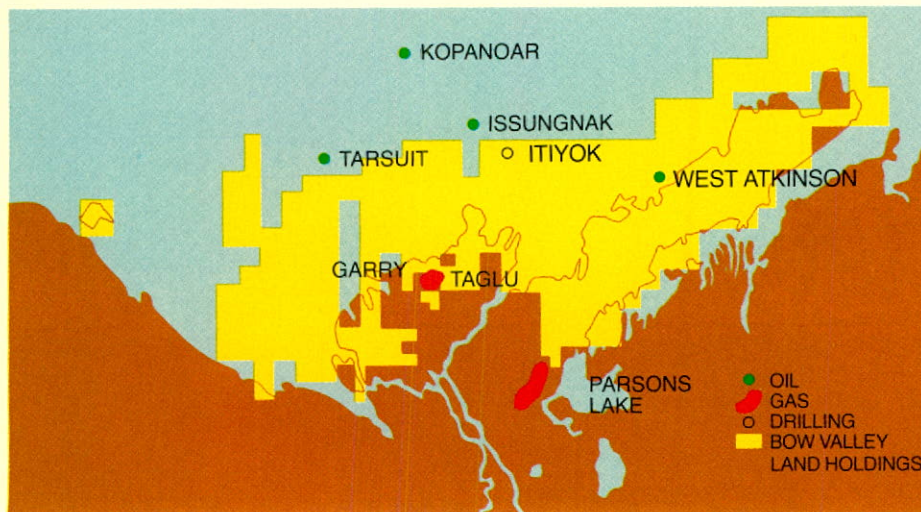 KOPANOAR
ISSUNGNAK
ITIYOK
TARSUIT
WEST ATKINSON
GARRY
TAGLU
PARSONS
LAKE
OIL
GAS
DRILLING
BOW VALLEY
LAND HOLDINGS